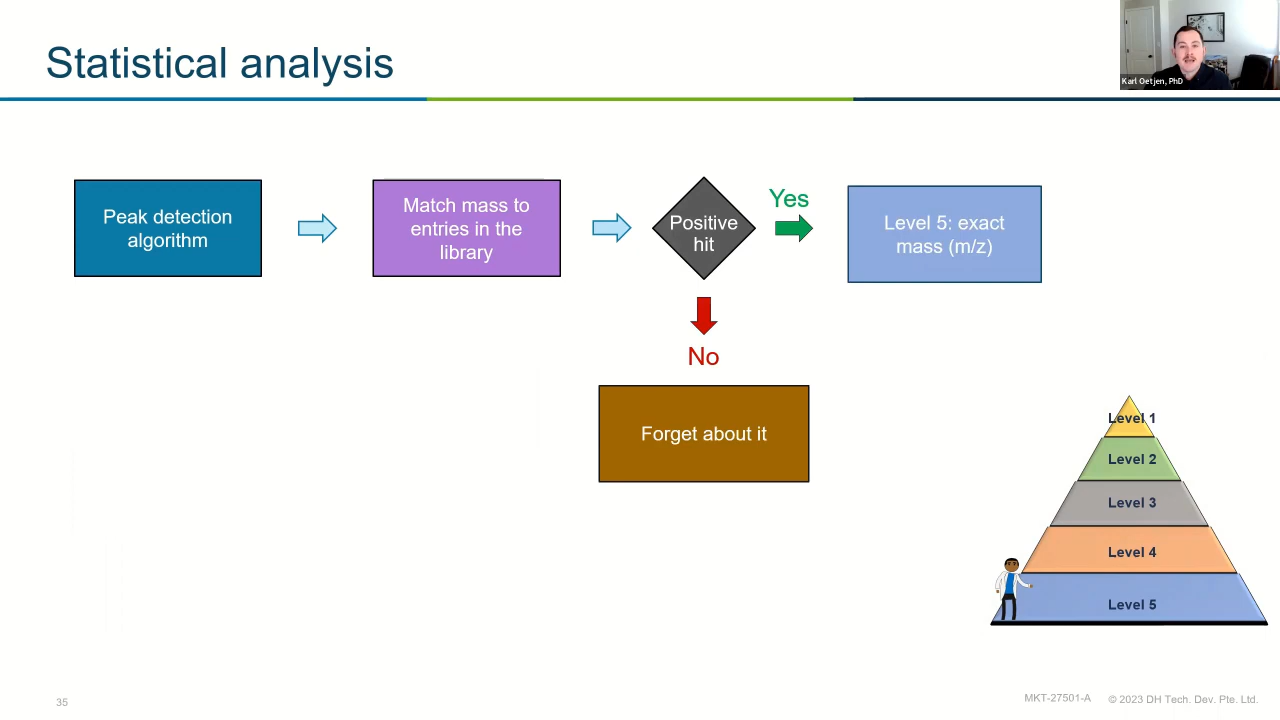 Statistical analysis
Karl Oetjen, PhD
Peak detection
algorithm
Match mass to
entries in the
library
Positive
hit
Yes
Level 5: exact
mass (m/z)
No
Forget about it
Level 1
Level 2
Level 3
Level 4
Level 5
35
MKT-27501-A
© 2023 DH Tech. Dev. Pte. Ltd.